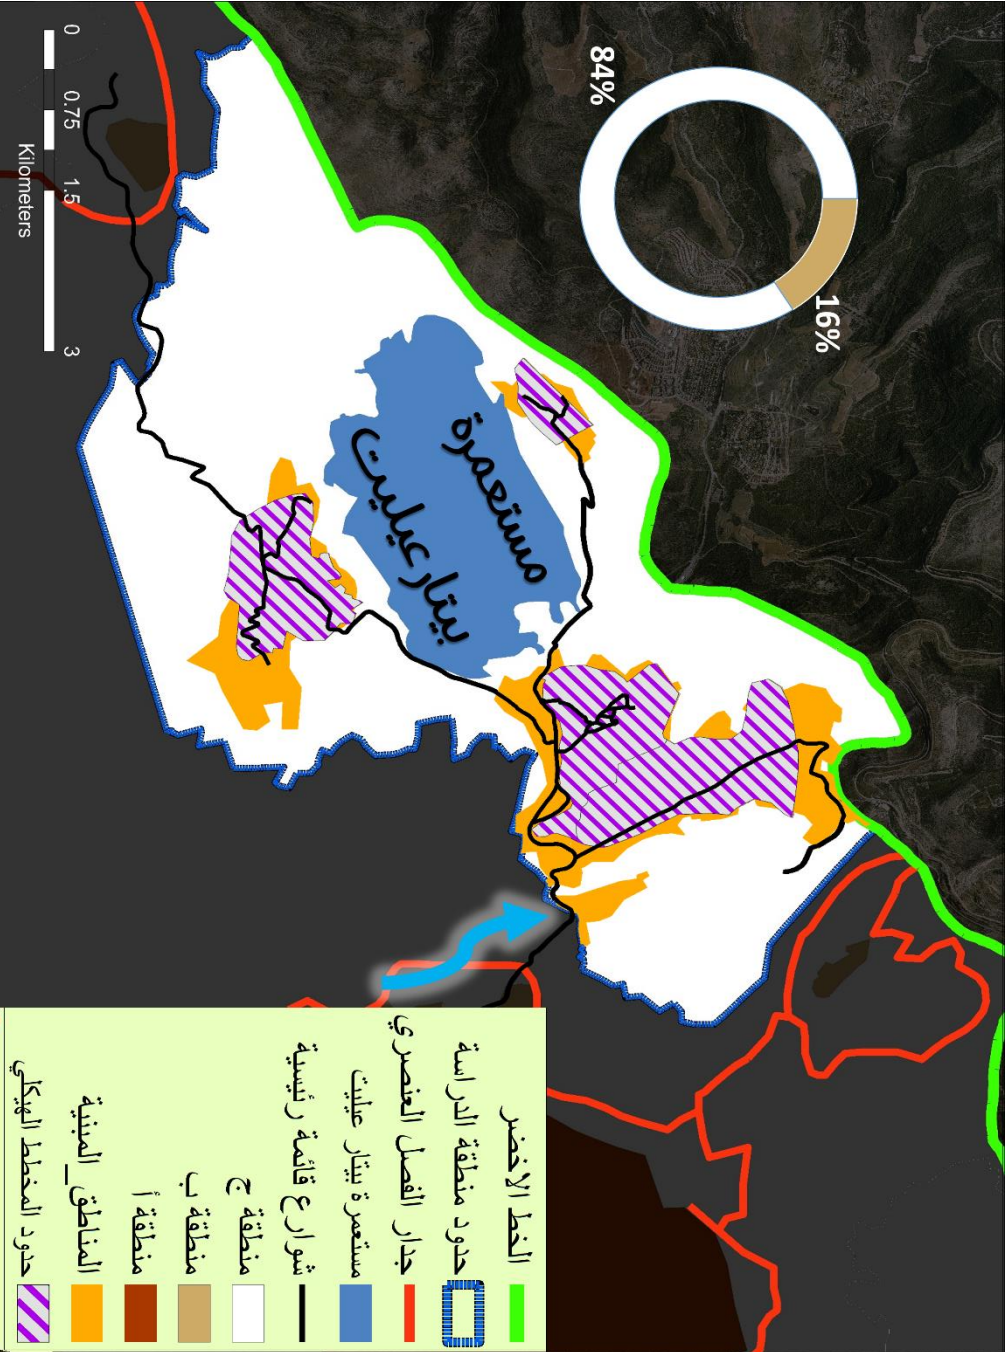 84%
16%
0 0.75 1.5 3
Kilometers
مستعمرة
بيتار عيليت
الخط الاخضر
حدود منطقة الدراسة
جدار الفصل العنصري
مستعمرة بيتار عيليت
شوارع قائمة رئيسية
منطقة ج
منطقة ب
منطقة أ
المناطق_المبنية
حدود المخطط الهيكلي